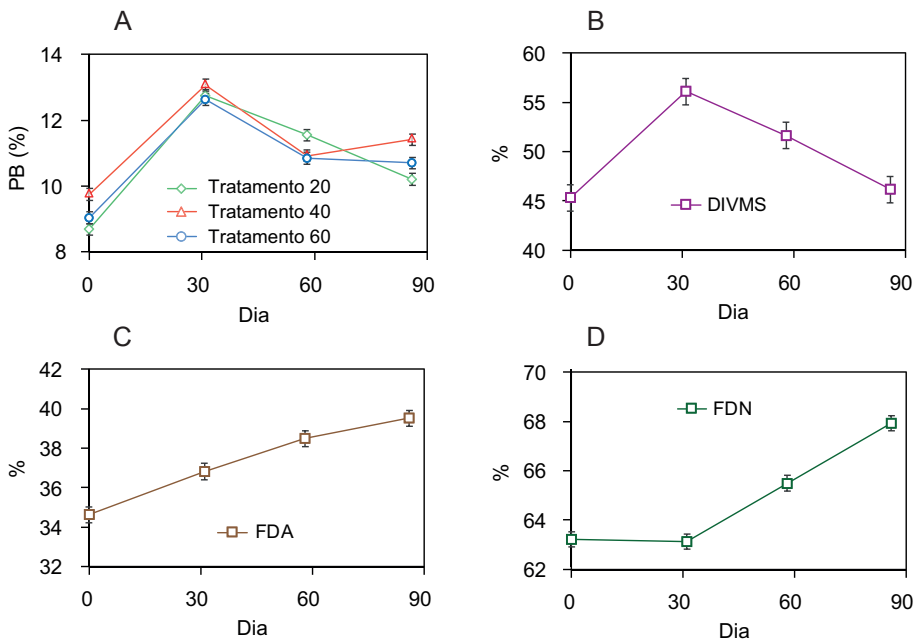 A
PB (%)
14
12
10
8
Tratamento 20
Tratamento 40
Tratamento 60
0 30 60 90
Dia
B
%
60
55
50
45
40
DIVMS
0 30 60 90
Dia
C
%
42
40
38
36
34
32
FDA
0 30 60 90
Dia
D
%
70
68
66
64
62
FDN
0 30 60 90
Dia